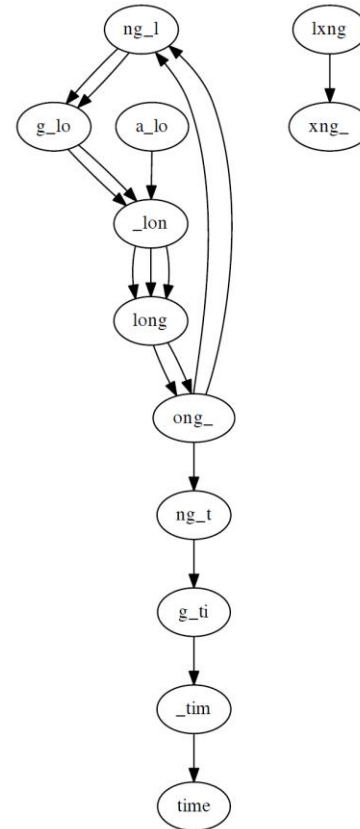 ng_l
lxng
g_lo
a_lo
xng_
_lon
long
ong_
ng_t
g_ti
_tim
time